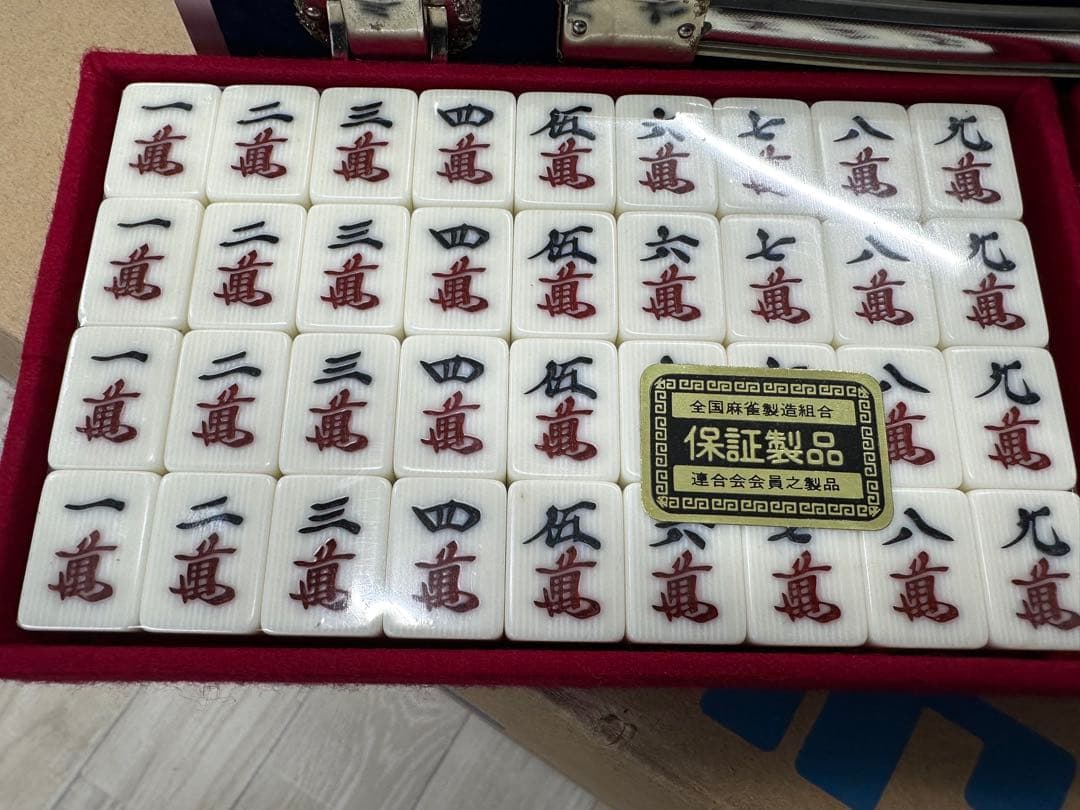 一 二 三 四 伍 六 七 八 九
萬 萬 萬 萬 萬 萬 萬 萬 萬
一 二 三 四 伍 六 七 八 九
萬 萬 萬 萬 萬 萬 萬 萬 萬
一 二 三 四 伍 八 九
萬 萬 萬 萬 萬 萬 萬
全国麻雀製造組合
保証製品
連合会会員之製品
一 二 三 四 伍 六 七 八 九
萬 萬 萬 萬 萬 萬 萬 萬 萬